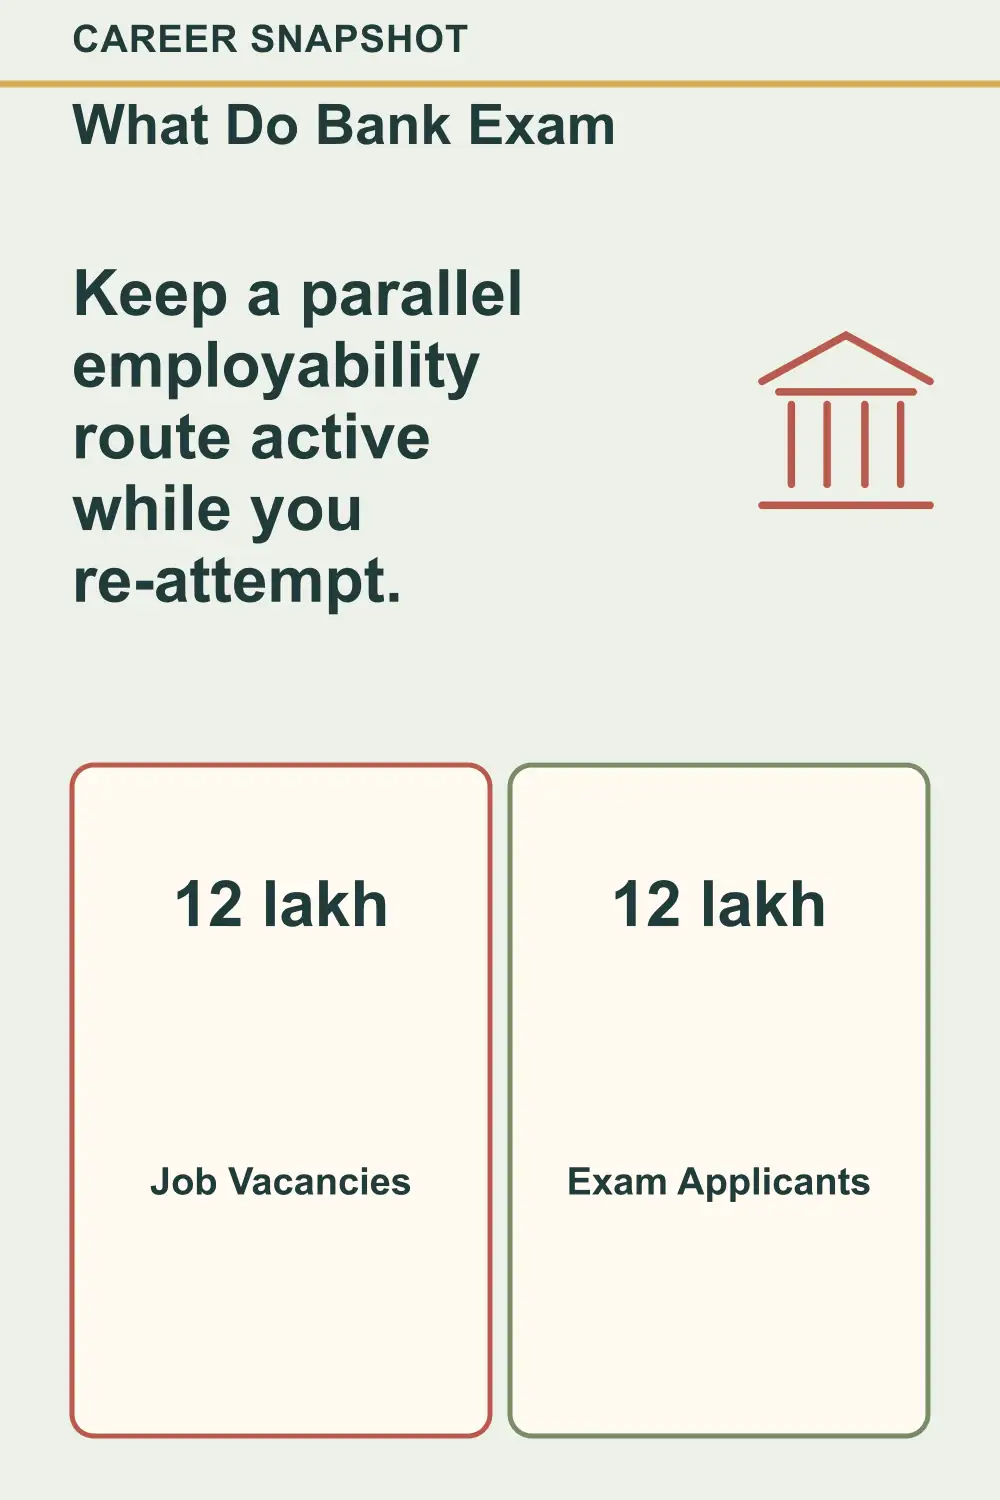 CAREER SNAPSHOT
What Do Bank Exam
Keep a parallel
employability
route active
while you
re-attempt.
12 lakh
Job Vacancies
12 lakh
Exam Applicants